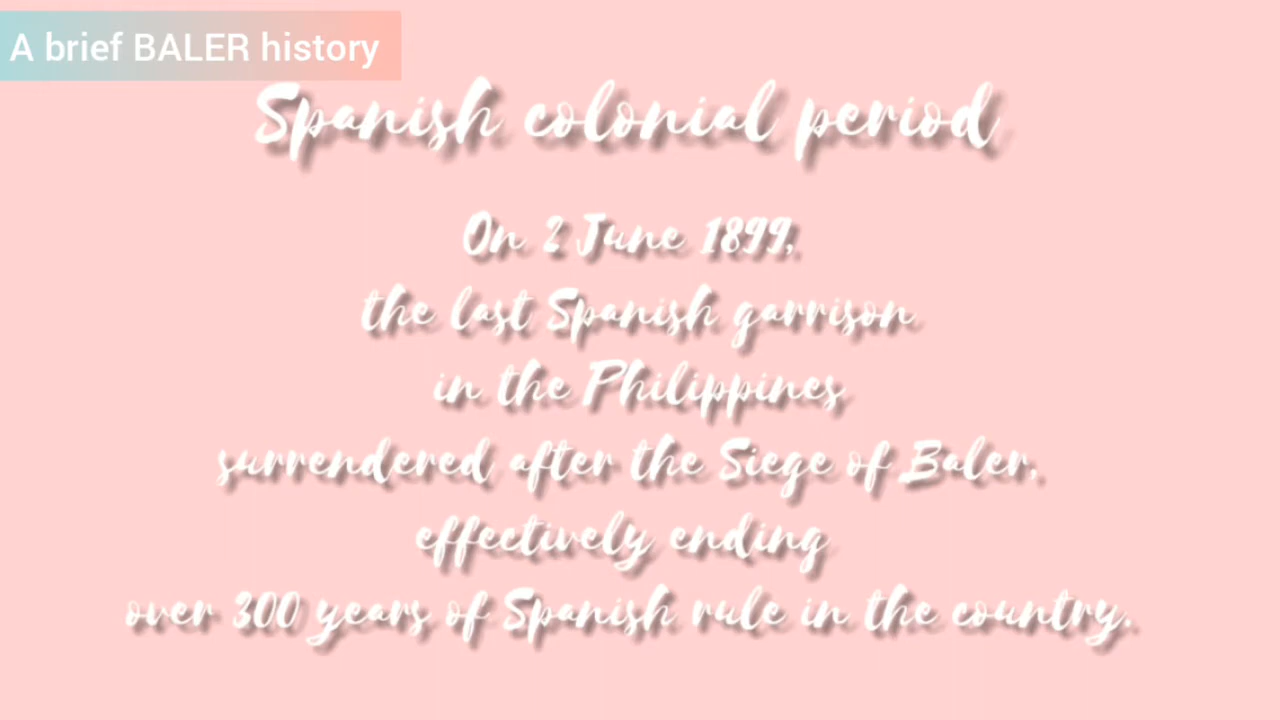 A brief BALER history
Spanish colonial period
On 2 June 1899,
the last Spanish garrison
in the Philippines
surrendered after the Siege of Baler,
effectively ending
over 300 years of Spanish rule in the country.